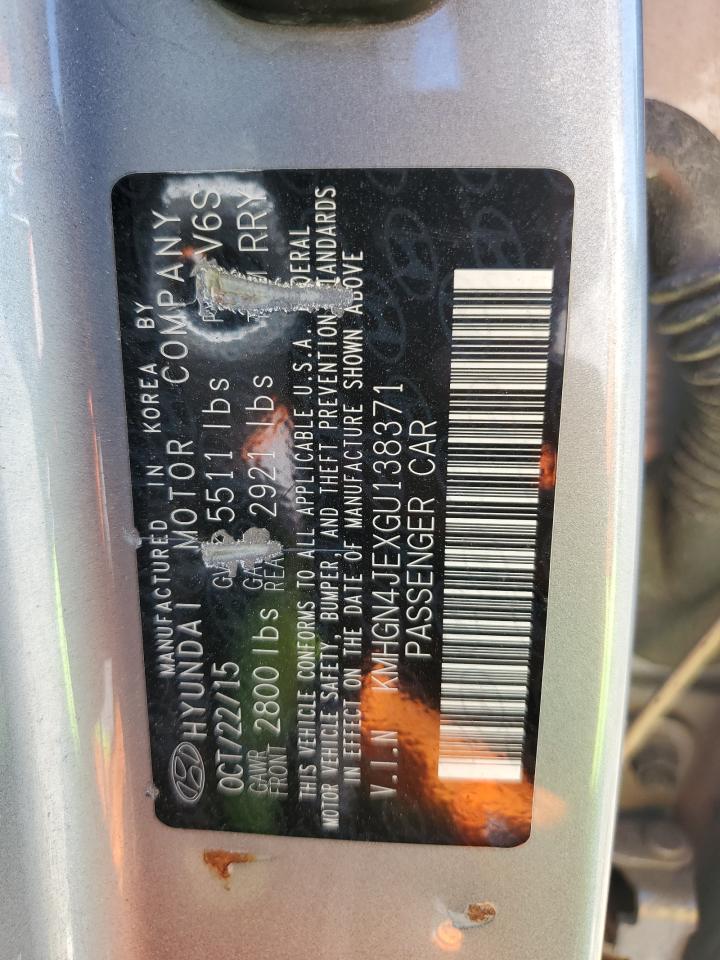 MANUFACTURED IN KOREA BY
HYUNDAI MOTOR COMPANY
OCT/22/15 5511 lbs V6S
GAWR FRONT 2800 lbs 2921 lbs RRY
THIS VEHICLE CONFORMS TO ALL APPLICABLE U.S.A.
MOTOR VEHICLE SAFETY, BUMPER, AND THEFT PREVENTION STANDARDS
IN EFFECT ON THE DATE OF MANUFACTURE SHOWN ABOVE
V.I.N KMHGN4JEXGU138371
PASSENGER CAR